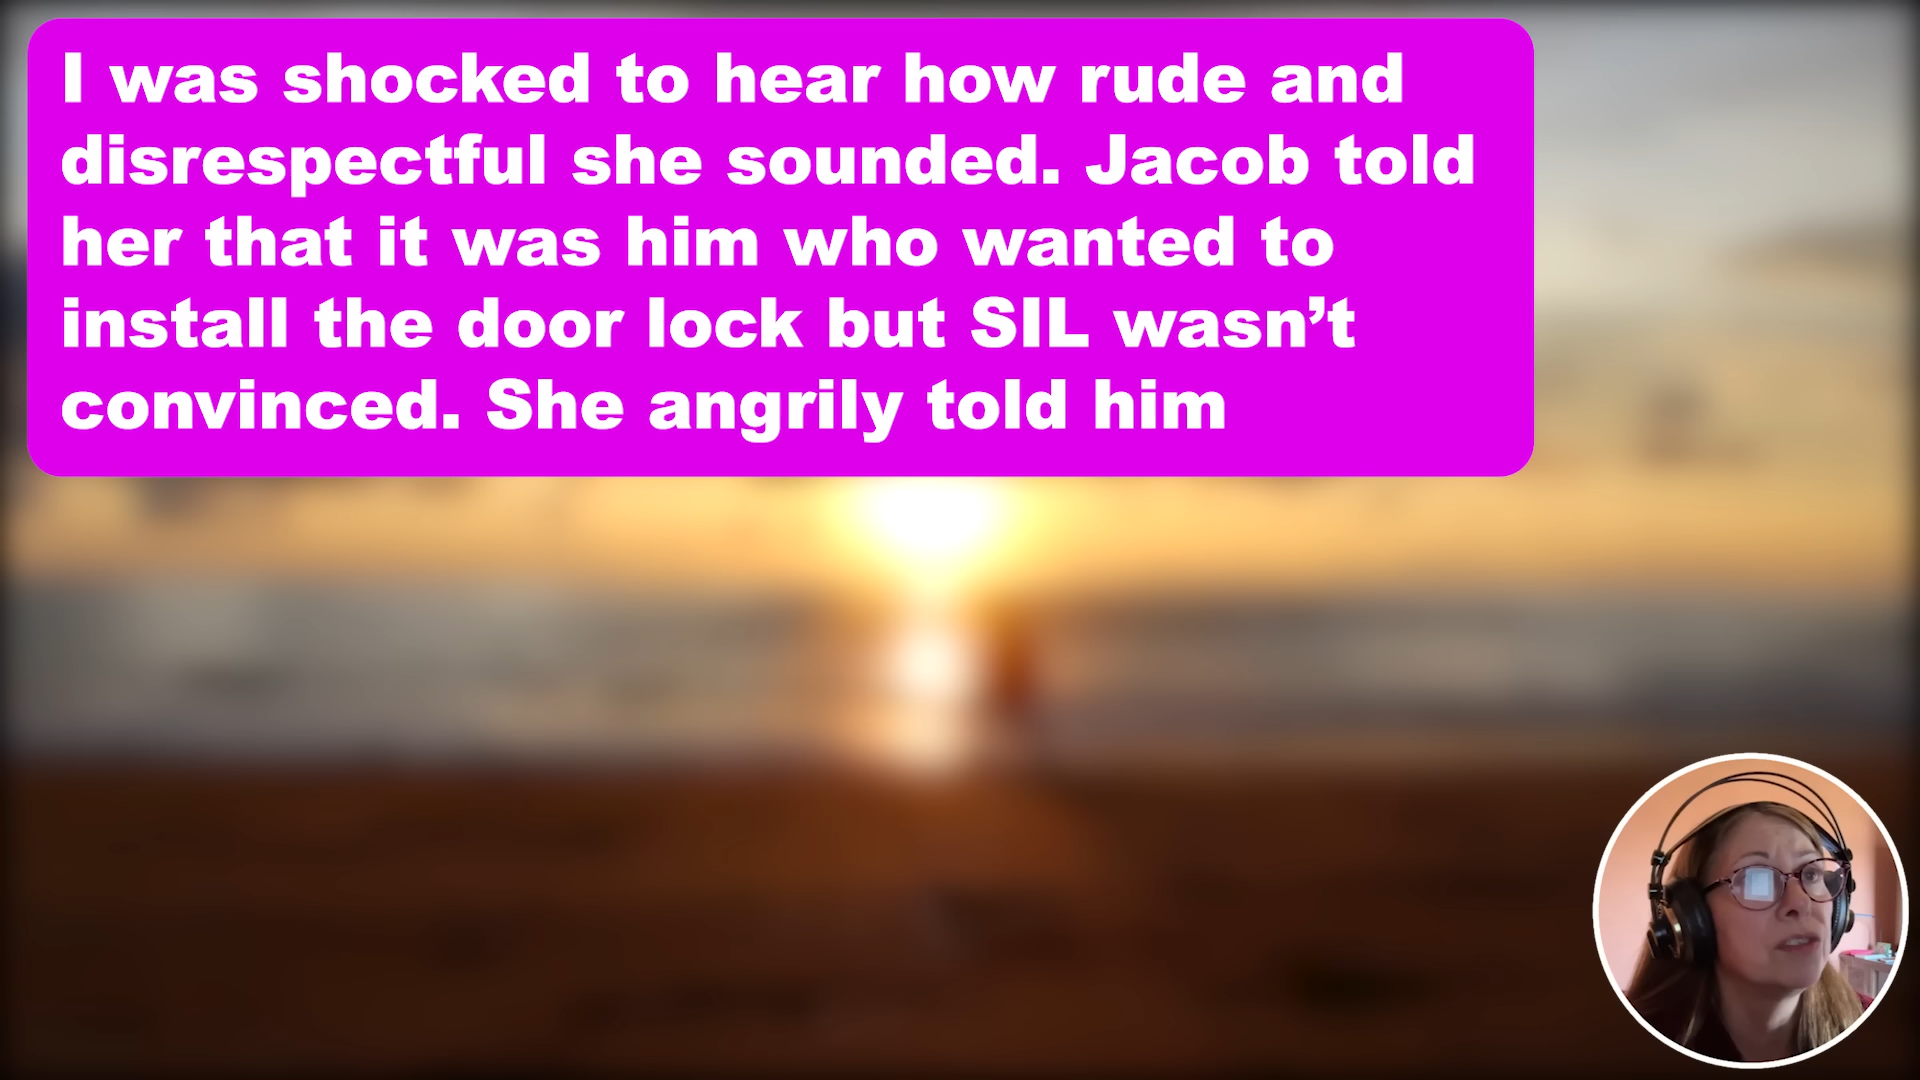 I was shocked to hear how rude and
disrespectful she sounded. Jacob told
her that it was him who wanted to
install the door lock but SIL wasn’t
convinced. She angrily told him